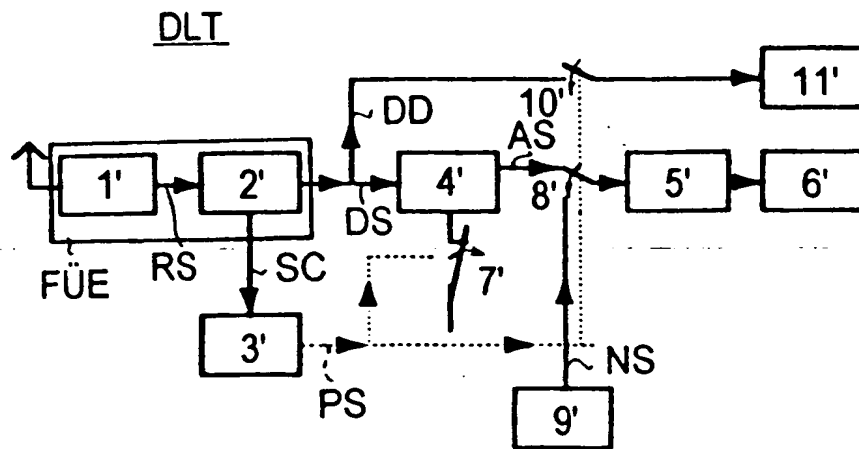 DLT
11'
10'
DD
AS
1'
2'
4'
8'
5'
6'
DS
RS
SC
7'
FÜE
3'
PS
NS
9'